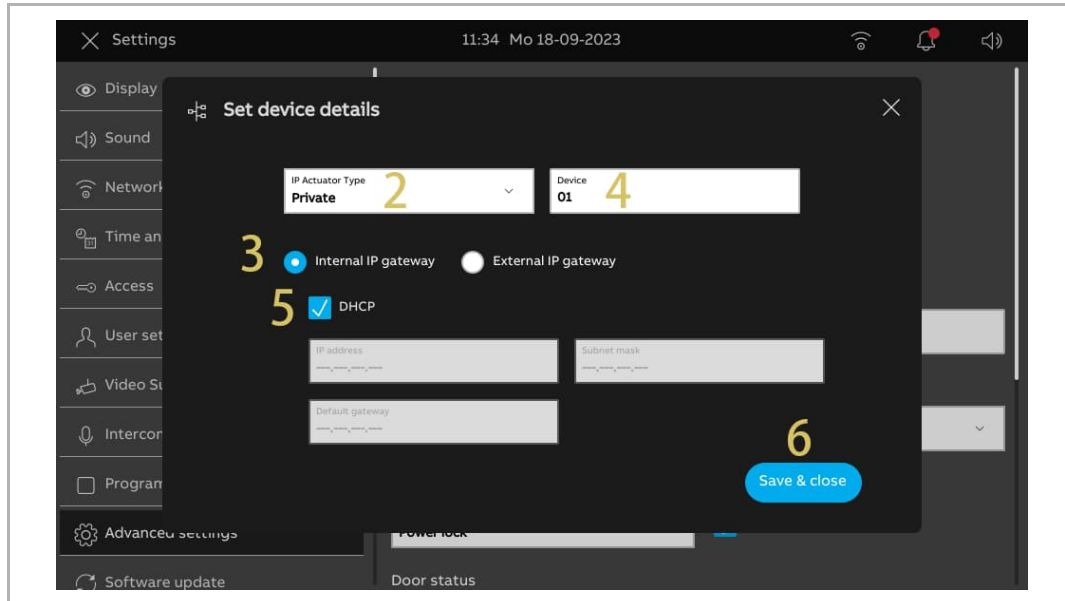 Settings 11:34 Mo 18-09-2023
Display
Set device details
Sound
IP Actuator Type
Private 2
Device
01 4
Network
Time an
3 Internal IP gateway External IP gateway
Access
5 DHCP
User set
IP address
---.---.---.---
Subnet mask
---.---.---.---
Video Su
Default gateway
---.---.---.---
Intercor
6
Program
Save & close
Advanced settings
Power lock
Software update
Door status